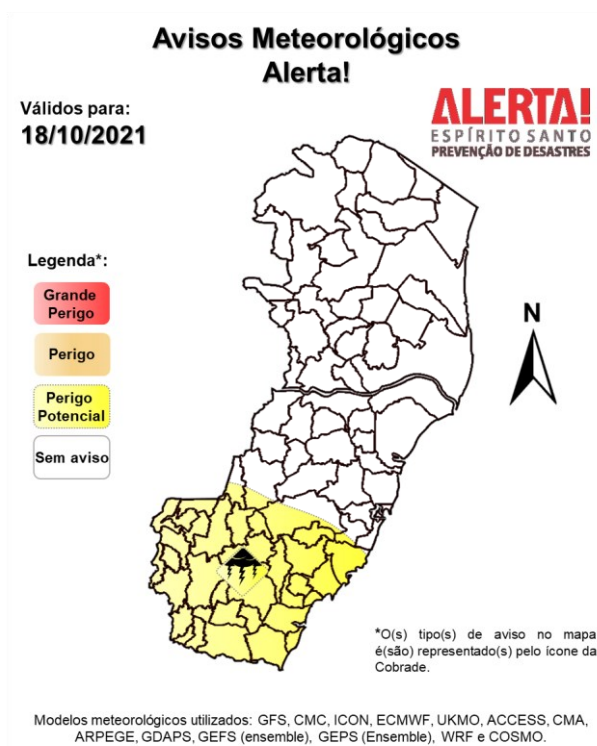 Avisos Meteorológicos
Alerta!
Válidos para:
18/10/2021
ALERTA!
ESPÍRITO SANTO
PREVENÇÃO DE DESASTRES
Legenda*:
Grande
Perigo
Perigo
Perigo
Potencial
Sem aviso
N
*O(s) tipo(s) de aviso no mapa
é(são) representado(s) pelo ícone da
Cobrade.
Modelos meteorológicos utilizados: GFS, CMC, ICON, ECMWF, UKMO, ACCESS, CMA,
ARPEGE, GDAPS, GEFS (ensemble), GEPS (Ensemble), WRF e COSMO.